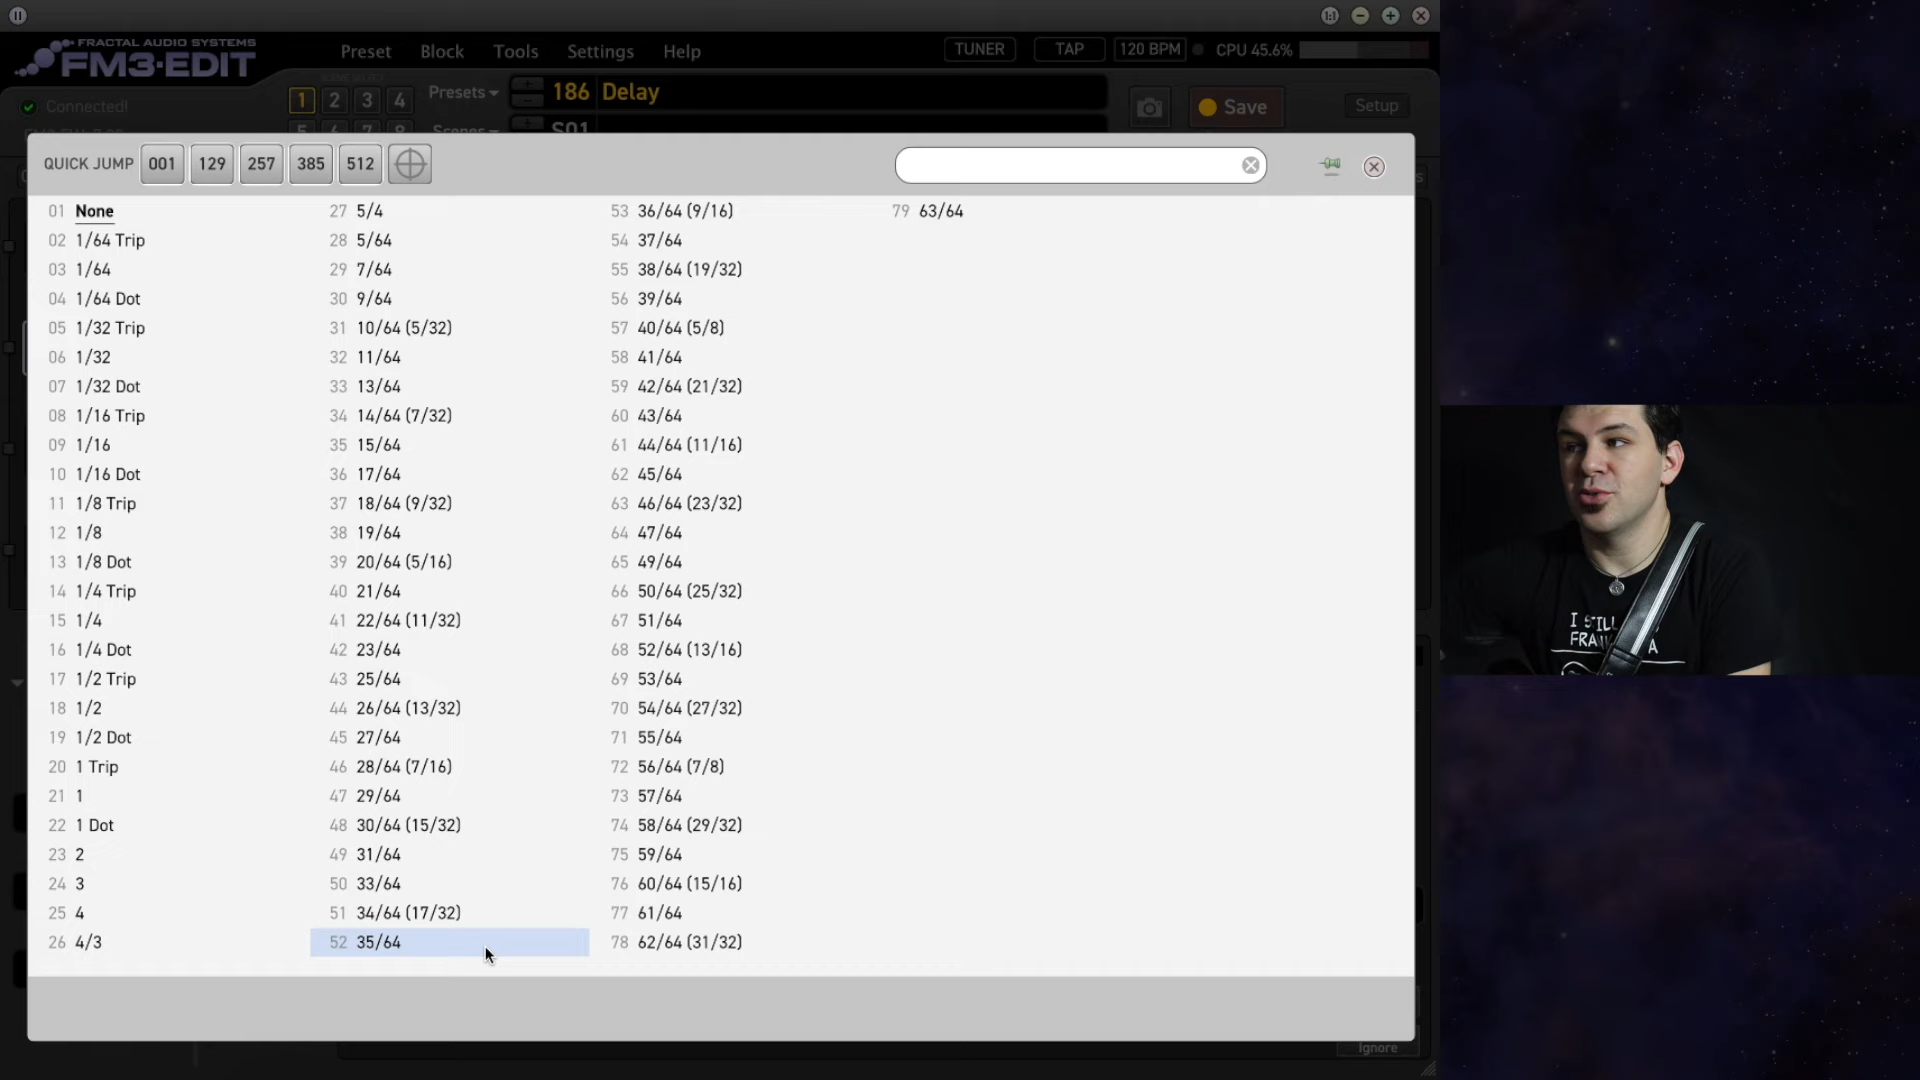 FRACTAL AUDIO SYSTEMS
FM3-EDIT
Preset Block Tools Settings Help
TUNER TAP 120 BPM CPU 45.6%
Connected!
1 2 3 4
Presets
186 Delay
Save
Setup
Scenes
S01
QUICK JUMP 001 129 257 385 512
01 None
02 1/64 Trip
03 1/64
04 1/64 Dot
05 1/32 Trip
06 1/32
07 1/32 Dot
08 1/16 Trip
09 1/16
10 1/16 Dot
11 1/8 Trip
12 1/8
13 1/8 Dot
14 1/4 Trip
15 1/4
16 1/4 Dot
17 1/2 Trip
18 1/2
19 1/2 Dot
20 1 Trip
21 1
22 1 Dot
23 2
24 3
25 4
26 4/3
27 5/4
28 5/64
29 7/64
30 9/64
31 10/64 (5/32)
32 11/64
33 13/64
34 14/64 (7/32)
35 15/64
36 17/64
37 18/64 (9/32)
38 19/64
39 20/64 (5/16)
40 21/64
41 22/64 (11/32)
42 23/64
43 25/64
44 26/64 (13/32)
45 27/64
46 28/64 (7/16)
47 29/64
48 30/64 (15/32)
49 31/64
50 33/64
51 34/64 (17/32)
52 35/64
53 36/64 (9/16)
54 37/64
55 38/64 (19/32)
56 39/64
57 40/64 (5/8)
58 41/64
59 42/64 (21/32)
60 43/64
61 44/64 (11/16)
62 45/64
63 46/64 (23/32)
64 47/64
65 49/64
66 50/64 (25/32)
67 51/64
68 52/64 (13/16)
69 53/64
70 54/64 (27/32)
71 55/64
72 56/64 (7/8)
73 57/64
74 58/64 (29/32)
75 59/64
76 60/64 (15/16)
77 61/64
78 62/64 (31/32)
79 63/64
Ignore
I STILL